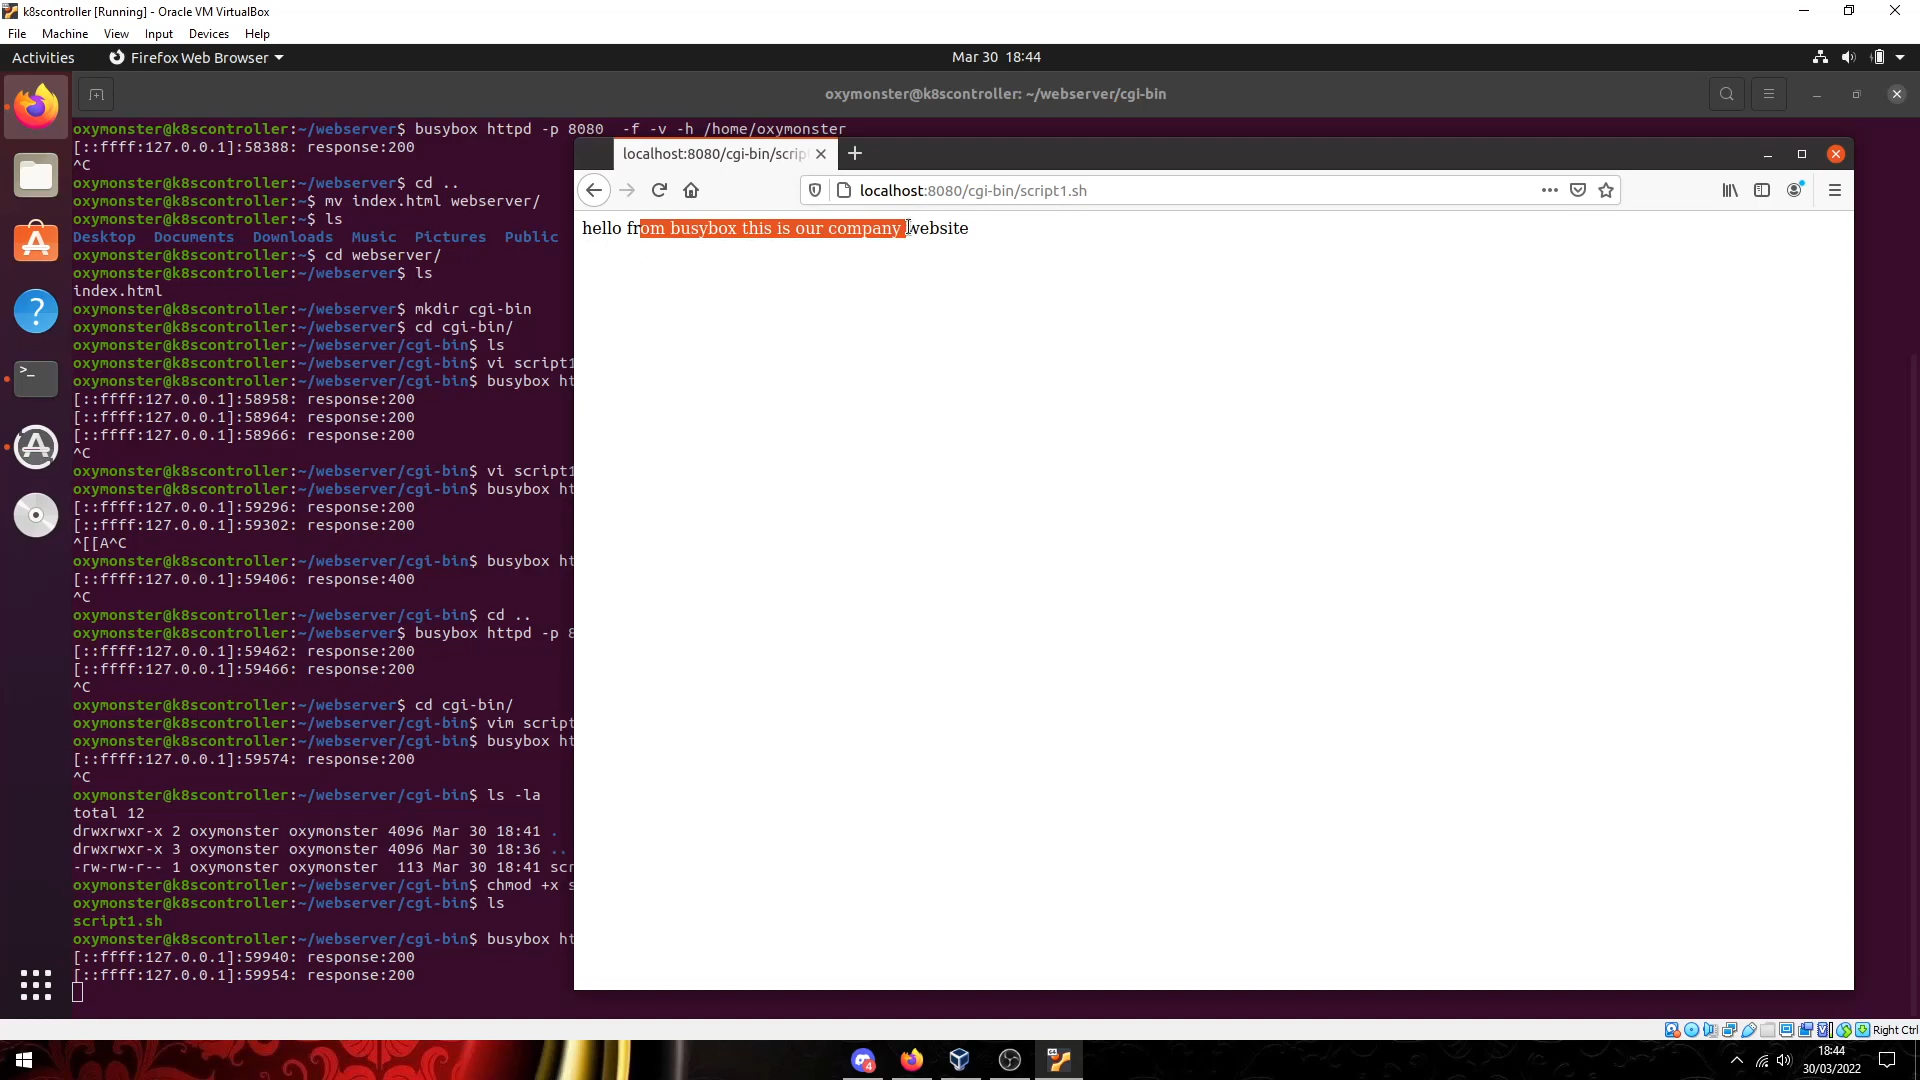 k8scontroller [Running] - Oracle VM VirtualBox
File Machine View Input Devices Help
Activities Firefox Web Browser Mar 30 18:44
oxymonster@k8scontroller: ~/webserver/cgi-bin
oxymonster@k8scontroller:~/webserver$ busybox httpd -p 8080  -f -v -h /home/oxymonster
[::ffff:127.0.0.1]:58388: response:200
^C
oxymonster@k8scontroller:~/webserver$ cd ..
oxymonster@k8scontroller:~$ mv index.html webserver/
oxymonster@k8scontroller:~$ ls
Desktop  Documents  Downloads  Music  Pictures  Public
oxymonster@k8scontroller:~$ cd webserver/
oxymonster@k8scontroller:~/webserver$ ls
index.html
oxymonster@k8scontroller:~/webserver$ mkdir cgi-bin
oxymonster@k8scontroller:~/webserver$ cd cgi-bin/
oxymonster@k8scontroller:~/webserver/cgi-bin$ ls
oxymonster@k8scontroller:~/webserver/cgi-bin$ vi script1
oxymonster@k8scontroller:~/webserver/cgi-bin$ busybox ht
[::ffff:127.0.0.1]:58958: response:200
[::ffff:127.0.0.1]:58964: response:200
[::ffff:127.0.0.1]:58966: response:200
^C
oxymonster@k8scontroller:~/webserver/cgi-bin$ vi script1
oxymonster@k8scontroller:~/webserver/cgi-bin$ busybox ht
[::ffff:127.0.0.1]:59296: response:200
[::ffff:127.0.0.1]:59302: response:200
^[[A^C
oxymonster@k8scontroller:~/webserver/cgi-bin$ busybox ht
[::ffff:127.0.0.1]:59406: response:400
^C
oxymonster@k8scontroller:~/webserver/cgi-bin$ cd ..
oxymonster@k8scontroller:~/webserver$ busybox httpd -p 8
[::ffff:127.0.0.1]:59462: response:200
[::ffff:127.0.0.1]:59466: response:200
^C
oxymonster@k8scontroller:~/webserver$ cd cgi-bin/
oxymonster@k8scontroller:~/webserver/cgi-bin$ vim script
oxymonster@k8scontroller:~/webserver/cgi-bin$ busybox ht
[::ffff:127.0.0.1]:59574: response:200
^C
oxymonster@k8scontroller:~/webserver/cgi-bin$ ls -la
total 12
drwxrwxr-x 2 oxymonster oxymonster 4096 Mar 30 18:41 .
drwxrwxr-x 3 oxymonster oxymonster 4096 Mar 30 18:36 ..
-rw-rw-r-- 1 oxymonster oxymonster  113 Mar 30 18:41 scr
oxymonster@k8scontroller:~/webserver/cgi-bin$ chmod +x s
oxymonster@k8scontroller:~/webserver/cgi-bin$ ls
script1.sh
oxymonster@k8scontroller:~/webserver/cgi-bin$ busybox ht
[::ffff:127.0.0.1]:59940: response:200
[::ffff:127.0.0.1]:59954: response:200
localhost:8080/cgi-bin/scrip
localhost:8080/cgi-bin/script1.sh
hello from busybox this is our company website
Right Ctrl
4
18:44
30/03/2022